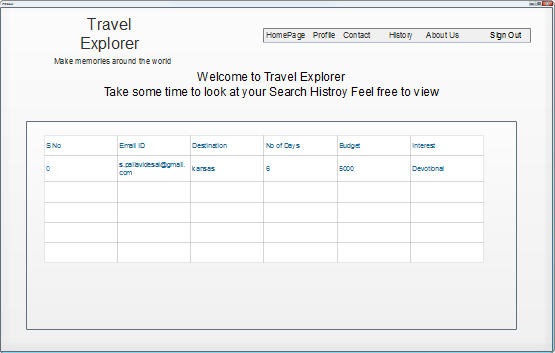 Travel
Explorer
Make memories around the world
HomePage Profile Contact History About Us Sign Out
Welcome to Travel Explorer
Take some time to look at your Search Histroy Feel free to view
S No Email ID Destination No of Days Budget Interest
0 s.pallavidesai@gmail. kansas 6 5000 Devotional
com